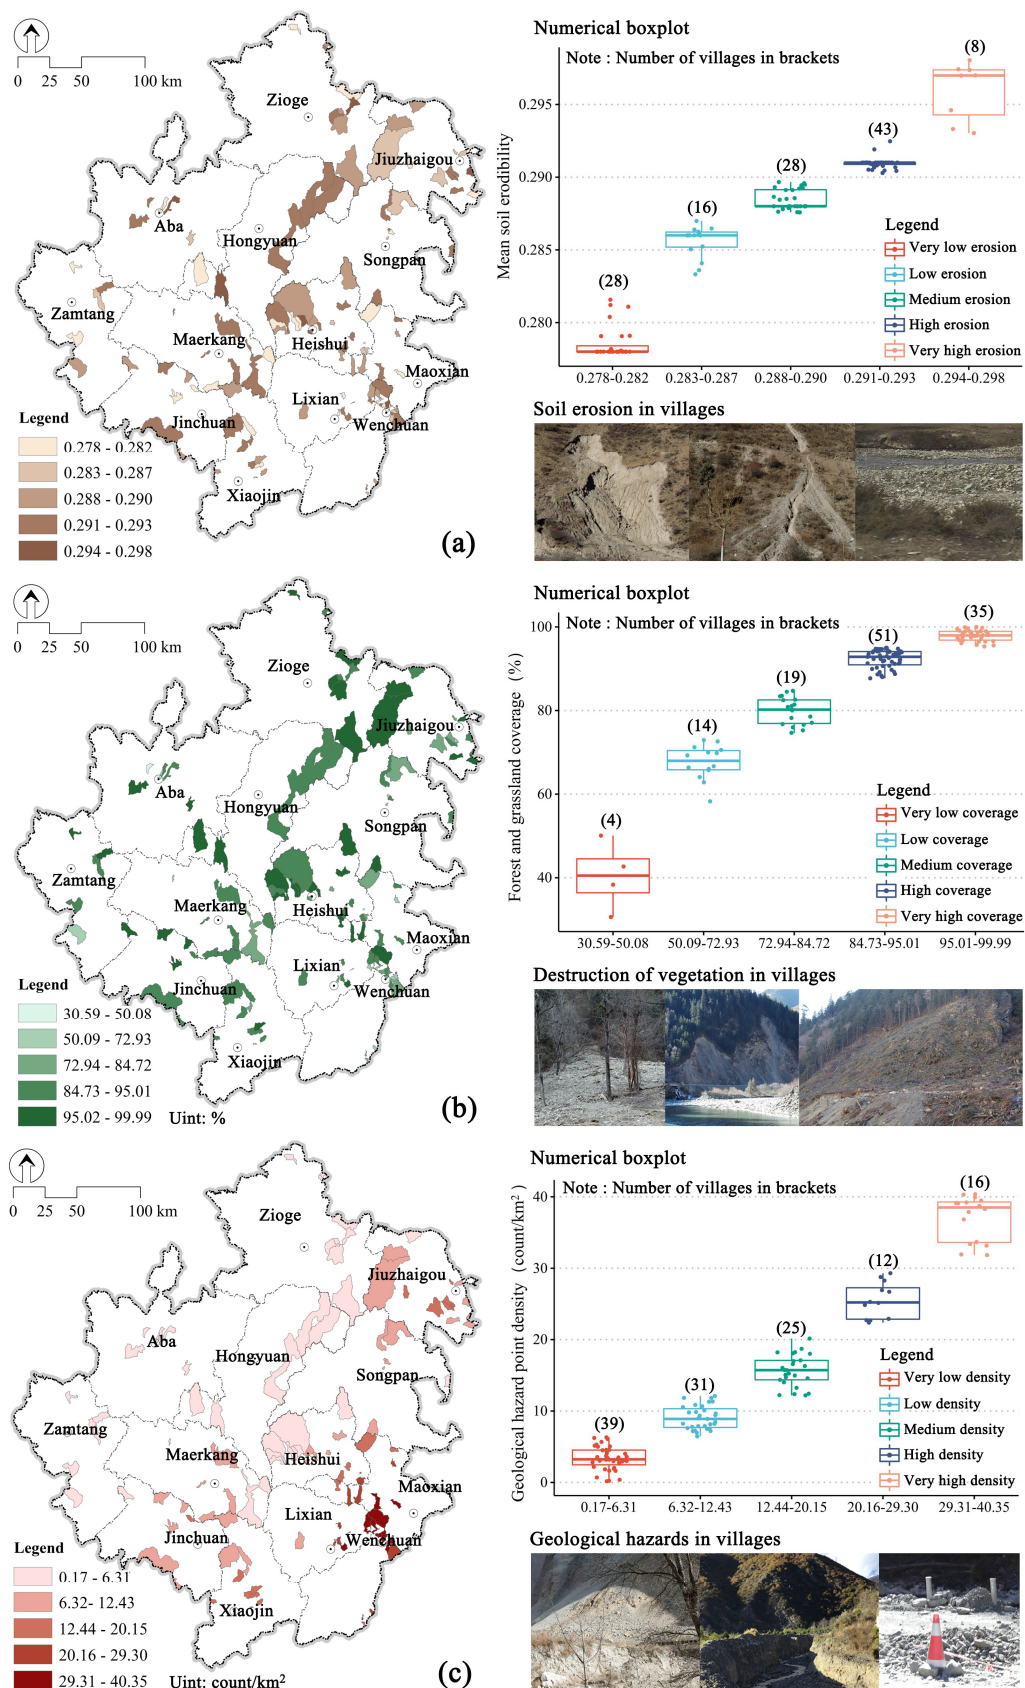 0 25 50 100 km
Zioge
Jiuzhaigou
Aba
Hongyuan
Songpan
Zamtang
Maerkang
Heishui
Maoxian
Lixian
Wenchuan
Jinchuan
Xiaojin
Legend
0.278 - 0.282
0.283 - 0.287
0.288 - 0.290
0.291 - 0.293
0.294 - 0.298
(a)
Numerical boxplot
Note : Number of villages in brackets
(8)
(43)
(28)
(16)
(28)
Mean soil erodibility
0.295
0.290
0.285
0.280
Legend
Very low erosion
Low erosion
Medium erosion
High erosion
Very high erosion
0.278-0.282 0.283-0.287 0.288-0.290 0.291-0.293 0.294-0.298
Soil erosion in villages
0 25 50 100 km
Zioge
Jiuzhaigou
Aba
Hongyuan
Songpan
Zamtang
Maerkang
Heishui
Maoxian
Lixian
Wenchuan
Jinchuan
Xiaojin
Legend
30.59 - 50.08
50.09 - 72.93
72.94 - 84.72
84.73 - 95.01
95.02 - 99.99
Uint: %
(b)
Numerical boxplot
Note : Number of villages in brackets
(35)
(51)
(19)
(14)
(4)
Forest and grassland coverage (%)
100
80
60
40
Legend
Very low coverage
Low coverage
Medium coverage
High coverage
Very high coverage
30.59-50.08 50.09-72.93 72.94-84.72 84.73-95.01 95.01-99.99
Destruction of vegetation in villages
0 25 50 100 km
Zioge
Jiuzhaigou
Aba
Hongyuan
Songpan
Zamtang
Maerkang
Heishui
Maoxian
Lixian
Wenchuan
Jinchuan
Xiaojin
Legend
0.17 - 6.31
6.32- 12.43
12.44 - 20.15
20.16 - 29.30
29.31 - 40.35
Uint: count/km²
(c)
Numerical boxplot
Note : Number of villages in brackets
(16)
(12)
(25)
(31)
(39)
Geological hazard point density (count/km²)
40
30
20
10
0
Legend
Very low density
Low density
Medium density
High density
Very high density
0.17-6.31 6.32-12.43 12.44-20.15 20.16-29.30 29.31-40.35
Geological hazards in villages